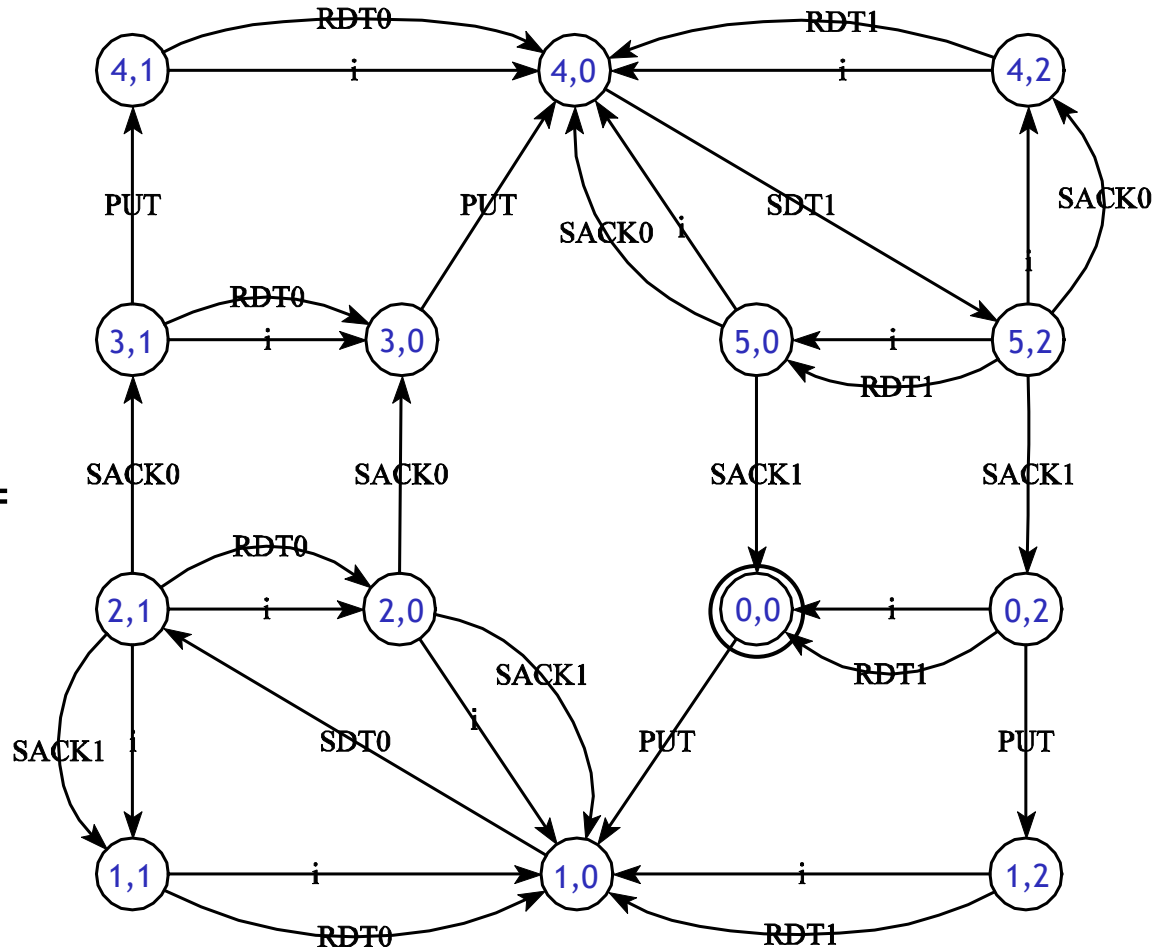 RDT0 RDT1
4,1 i 4,0 i 4,2
PUT PUT SACK0 i SDT1 SACK0
i
RDT0
3,1 i 3,0 5,0 i 5,2
RDT1
SACK0 SACK0 SACK1 SACK1
=
RDT0
2,1 i 2,0 0,0 i 0,2
SACK1 RDT1
i
SACK1 i SDT0 PUT PUT
1,1 i 1,0 i 1,2
RDT0 RDT1